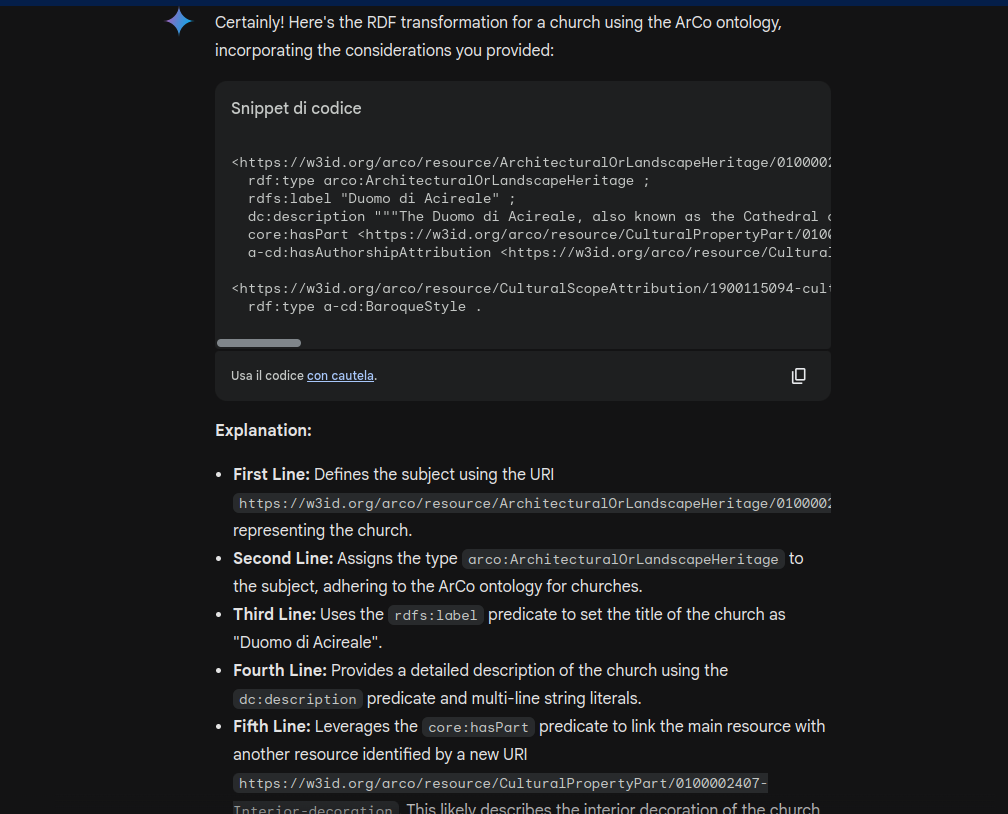 Certainly! Here's the RDF transformation for a church using the ArCo ontology,
incorporating the considerations you provided:
Snippet di codice
<https://w3id.org/arco/resource/ArchitecturalOrLandscapeHeritage/0100002
rdf:type arco:ArchitecturalOrLandscapeHeritage ;
rdfs:label "Duomo di Acireale" ;
dc:description """The Duomo di Acireale, also known as the Cathedral
core:hasPart <https://w3id.org/arco/resource/CulturalPropertyPart/0100
a-cd:hasAuthorshipAttribution <https://w3id.org/arco/resource/Cultural
<https://w3id.org/arco/resource/CulturalScopeAttribution/1900115094-cult
rdf:type a-cd:BaroqueStyle .
Usa il codice con cautela.
Explanation:
• First Line: Defines the subject using the URI
https://w3id.org/arco/resource/ArchitecturalOrLandscapeHeritage/0100002
representing the church.
• Second Line: Assigns the type arco:ArchitecturalOrLandscapeHeritage to
the subject, adhering to the ArCo ontology for churches.
• Third Line: Uses the rdfs:label predicate to set the title of the church as
"Duomo di Acireale".
• Fourth Line: Provides a detailed description of the church using the
dc:description predicate and multi-line string literals.
• Fifth Line: Leverages the core:hasPart predicate to link the main resource with
another resource identified by a new URI
https://w3id.org/arco/resource/CulturalPropertyPart/0100002407-
Interior-decoration. This likely describes the interior decoration of the church